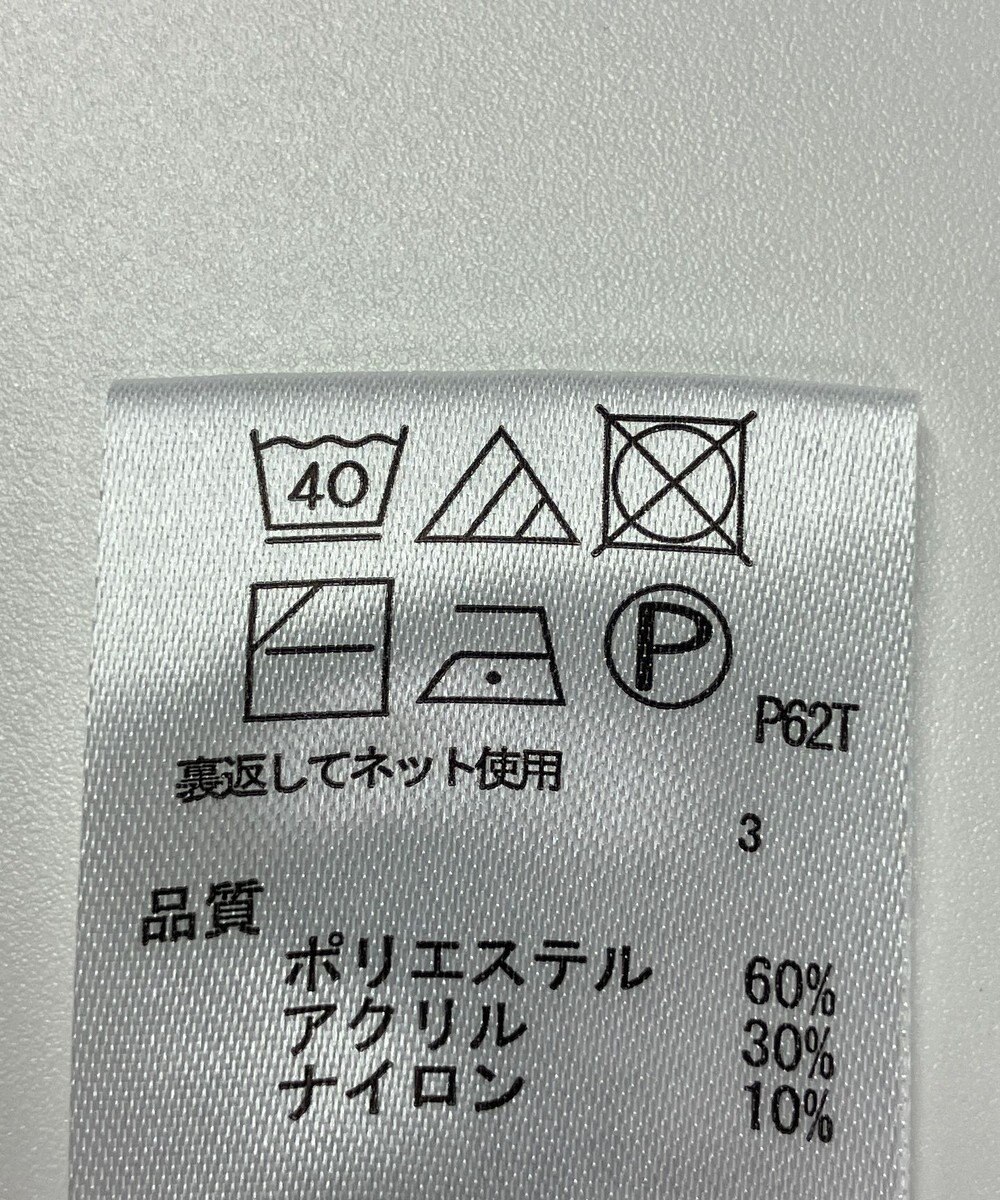 40
P
P62T
裏返してネット使用
3
品質
ポリエステル 60%
アクリル 30%
ナイロン 10%